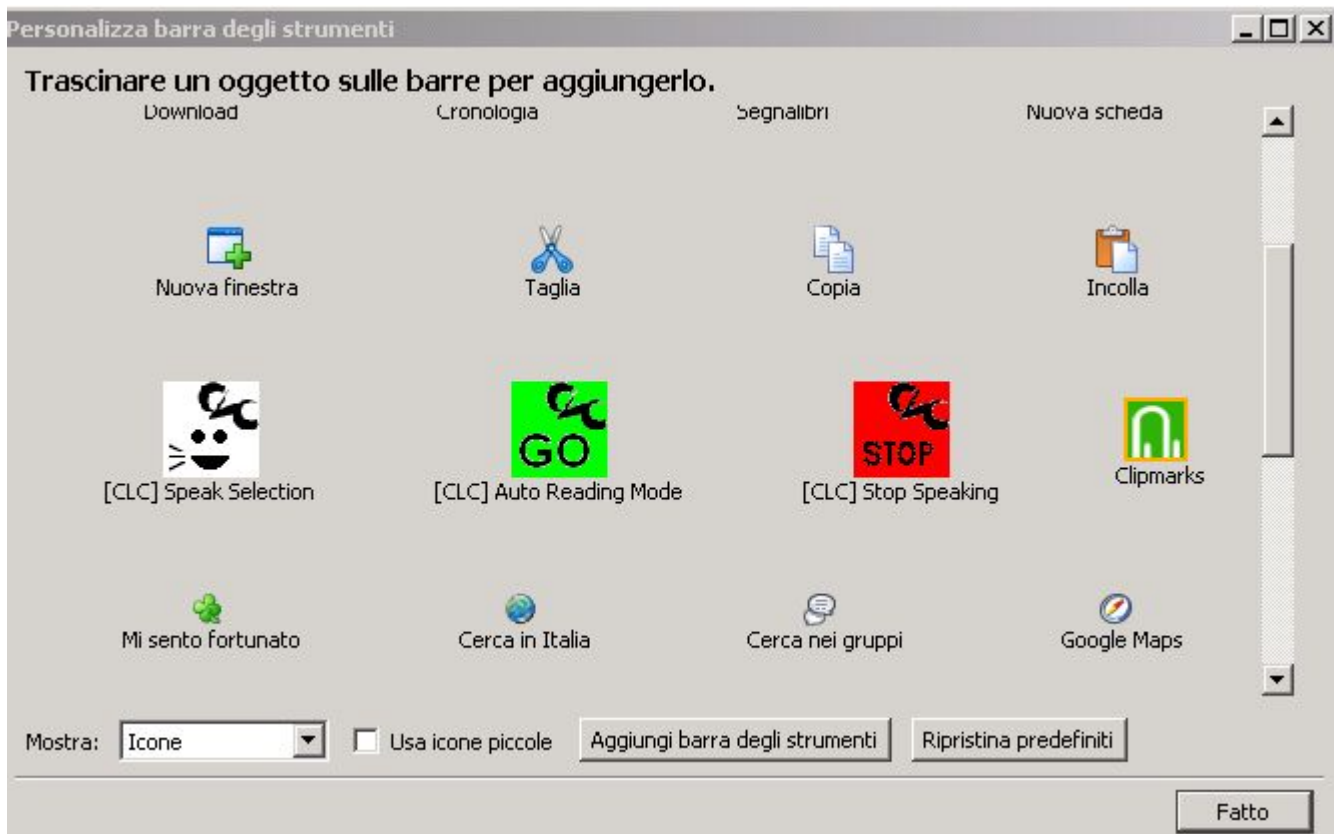 Personalizza barra degli strumenti
Trascinare un oggetto sulle barre per aggiungerlo.
Download Cronologia Segnalibri Nuova scheda
Nuova finestra Taglia Copia Incolla
CLC CLC GO CLC STOP
[CLC] Speak Selection [CLC] Auto Reading Mode [CLC] Stop Speaking Clipmarks
Mi sento fortunato Cerca in Italia Cerca nei gruppi Google Maps
Mostra: Icone Usa icone piccole Aggiungi barra degli strumenti Ripristina predefiniti
Fatto